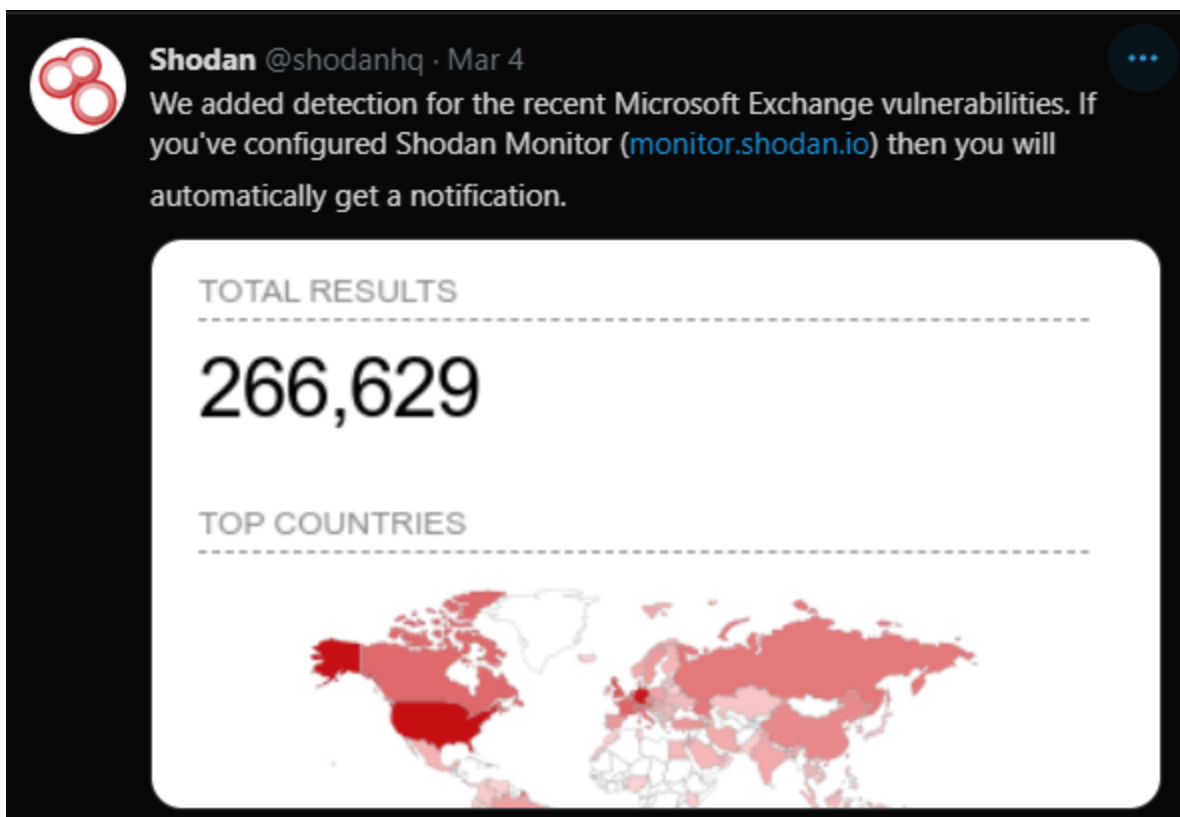 Shodan @shodanhq · Mar 4
We added detection for the recent Microsoft Exchange vulnerabilities. If
you've configured Shodan Monitor (monitor.shodan.io) then you will
automatically get a notification.
TOTAL RESULTS
266,629
TOP COUNTRIES